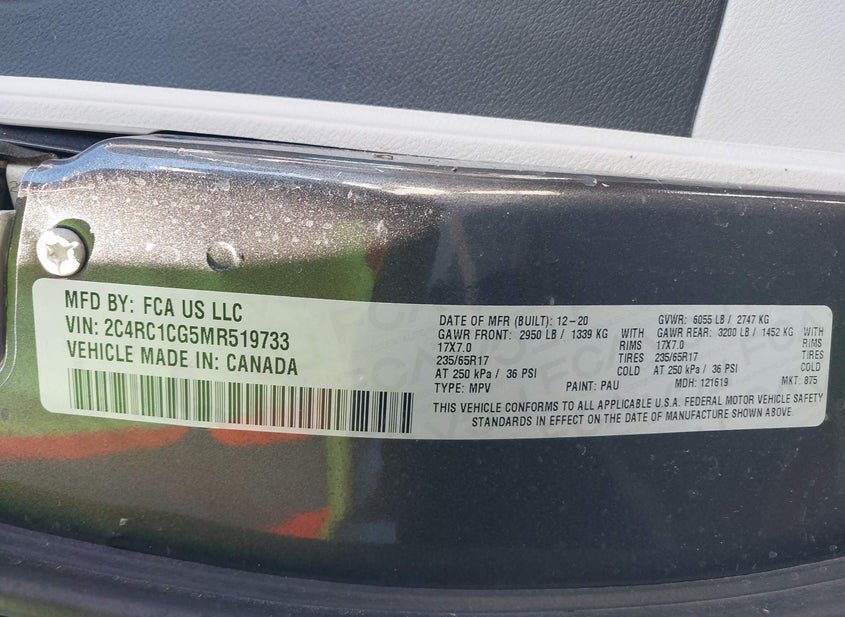 MFD BY: FCA US LLC
VIN: 2C4RC1CG5MR519733
VEHICLE MADE IN: CANADA
DATE OF MFR (BUILT): 12-20 GVWR: 6055 LB / 2747 KG
GAWR FRONT: 2950 LB / 1339 KG WITH GAWR REAR: 3200 LB / 1452 KG WITH
17X7.0 RIMS 17X7.0 RIMS
235/65R17 TIRES 235/65R17 TIRES
AT 250 kPa / 36 PSI COLD AT 250 kPa / 36 PSI COLD
TYPE: MPV PAINT: PAU MDH: 121619 MKT: 875
THIS VEHICLE CONFORMS TO ALL APPLICABLE U.S.A. FEDERAL MOTOR VEHICLE SAFETY
STANDARDS IN EFFECT ON THE DATE OF MANUFACTURE SHOWN ABOVE.